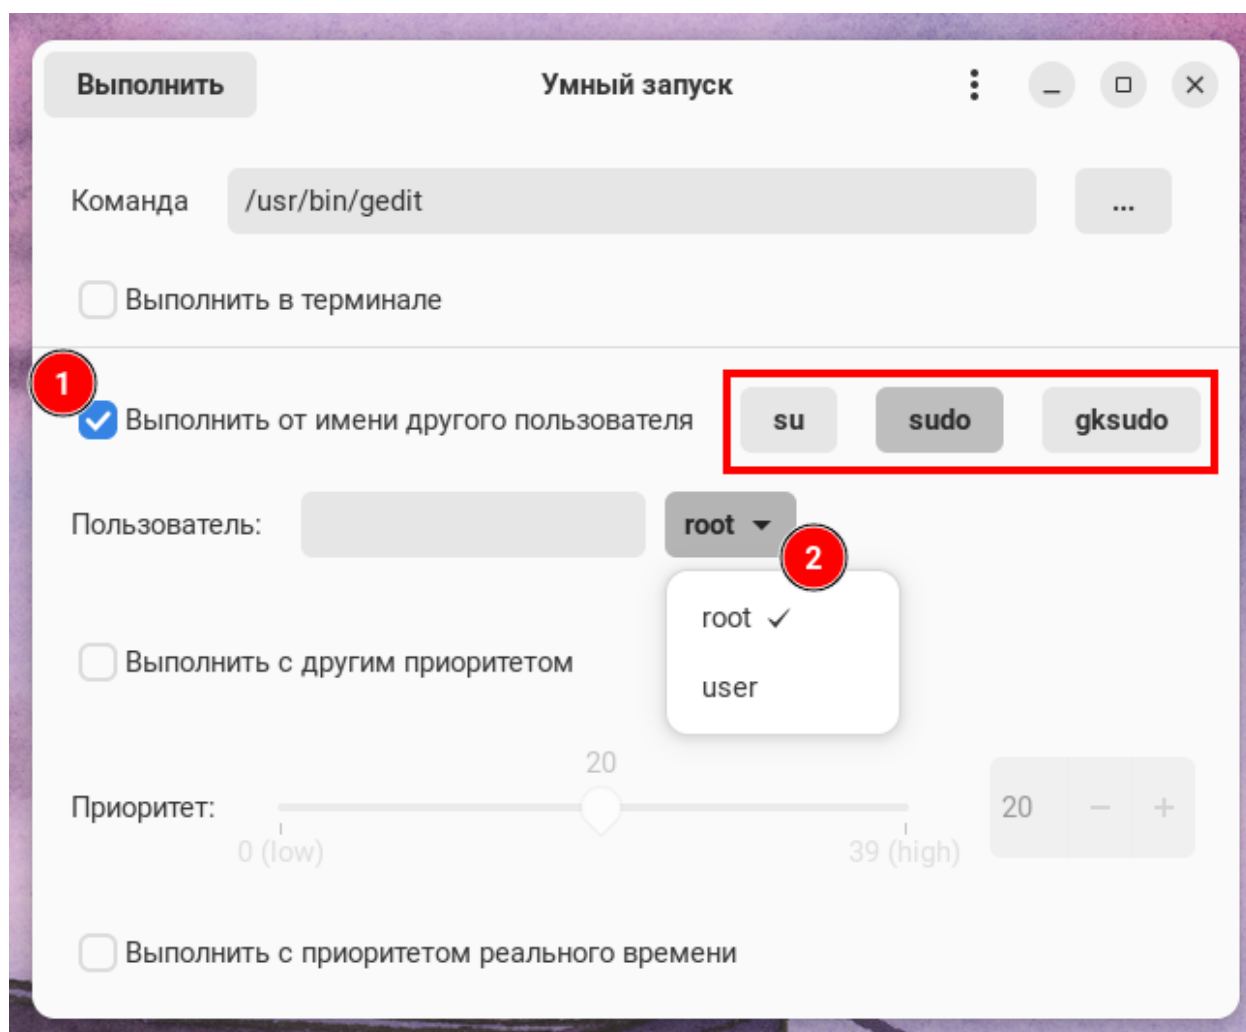 Выполнить Умный запуск
Команда /usr/bin/gedit ...
Выполнить в терминале
1
Выполнить от имени другого пользователя su sudo gksudo
Пользователь: root
2
root
user
Выполнить с другим приоритетом
20
Приоритет: 20 − +
0 (low) 39 (high)
Выполнить с приоритетом реального времени